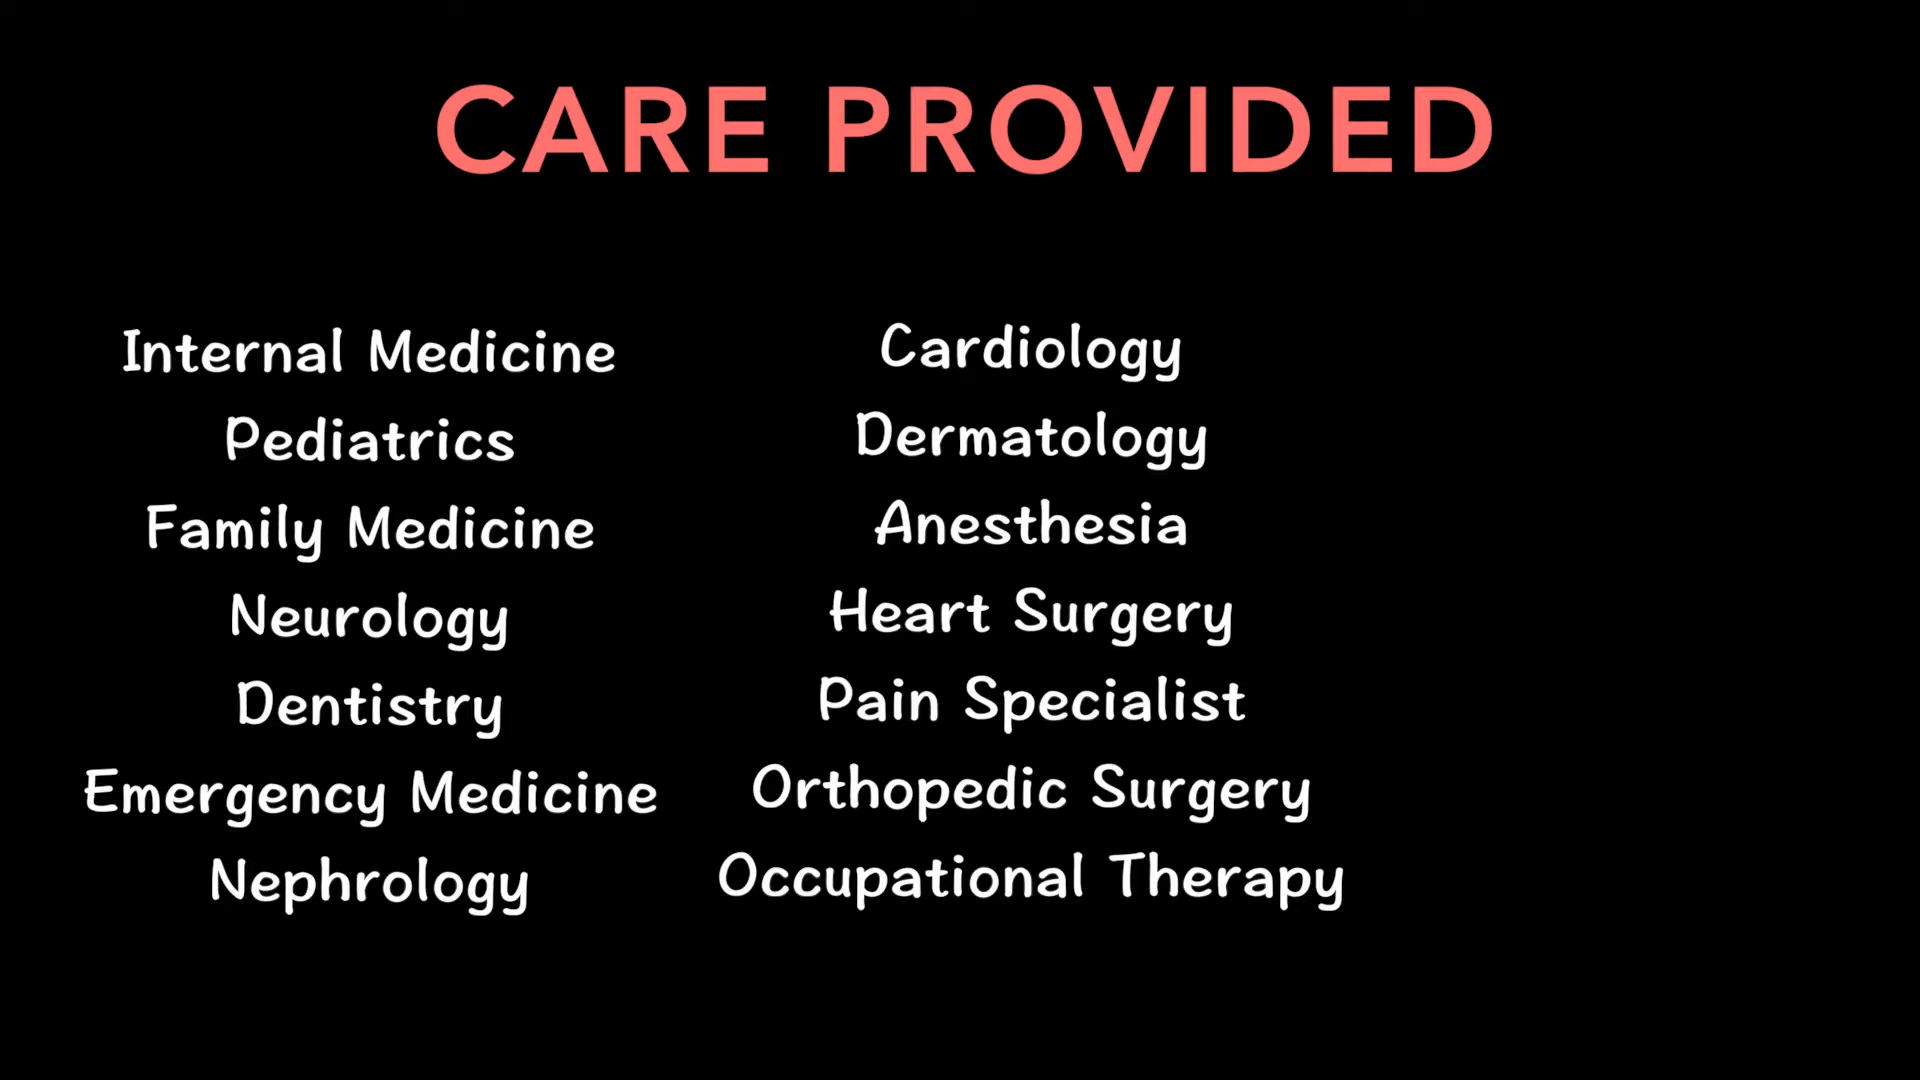 CARE PROVIDED
Internal Medicine
Pediatrics
Family Medicine
Neurology
Dentistry
Emergency Medicine
Nephrology
Cardiology
Dermatology
Anesthesia
Heart Surgery
Pain Specialist
Orthopedic Surgery
Occupational Therapy